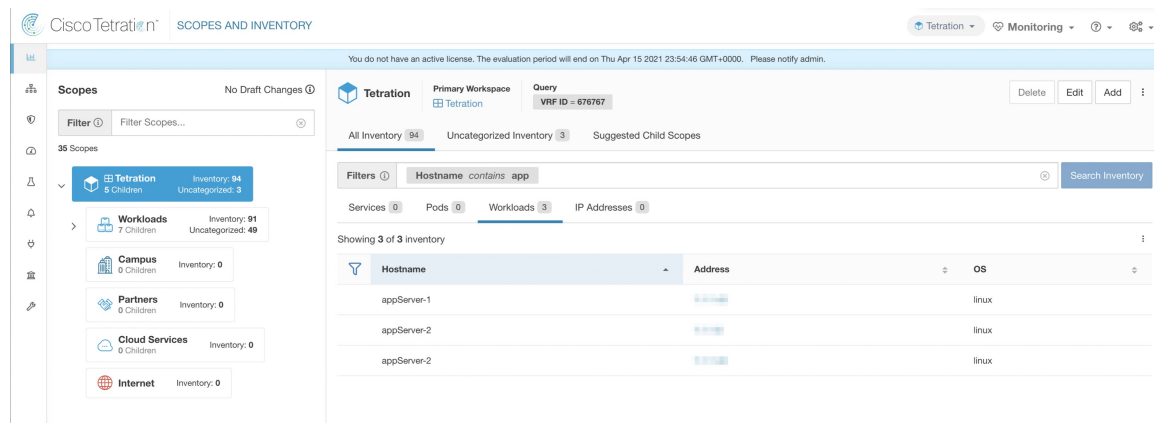 Cisco Tetration™ SCOPES AND INVENTORY
Tetration
Monitoring
You do not have an active license. The evaluation period will end on Thu Apr 15 2021 23:54:46 GMT+0000. Please notify admin.
Scopes No Draft Changes
Filter Filter Scopes...
35 Scopes
Tetration Inventory: 94
5 Children Uncategorized: 3
Workloads Inventory: 91
7 Children Uncategorized: 49
Campus
0 Children
Inventory: 0
Partners
0 Children
Inventory: 0
Cloud Services
0 Children
Inventory: 0
Internet Inventory: 0
Tetration
Primary Workspace
Tetration
Query
VRF ID = 676767
Delete Edit Add
All Inventory 94 Uncategorized Inventory 3 Suggested Child Scopes
Filters Hostname contains app Search Inventory
Services 0 Pods 0 Workloads 3 IP Addresses 0
Showing 3 of 3 inventory
Hostname Address OS
appServer-1 linux
appServer-2 linux
appServer-2 linux